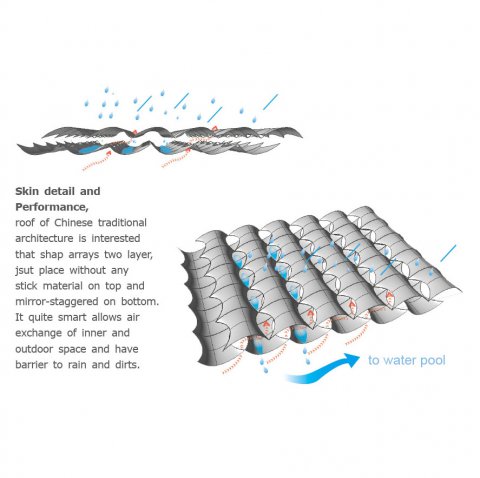 Skin detail and
Performance,
roof of Chinese traditional
architecture is interested
that shap arrays two layer,
jsut place without any
stick material on top and
mirror-staggered on bottom.
It quite smart allows air
exchange of inner and
outdoor space and have
barrier to rain and dirts.
to water pool